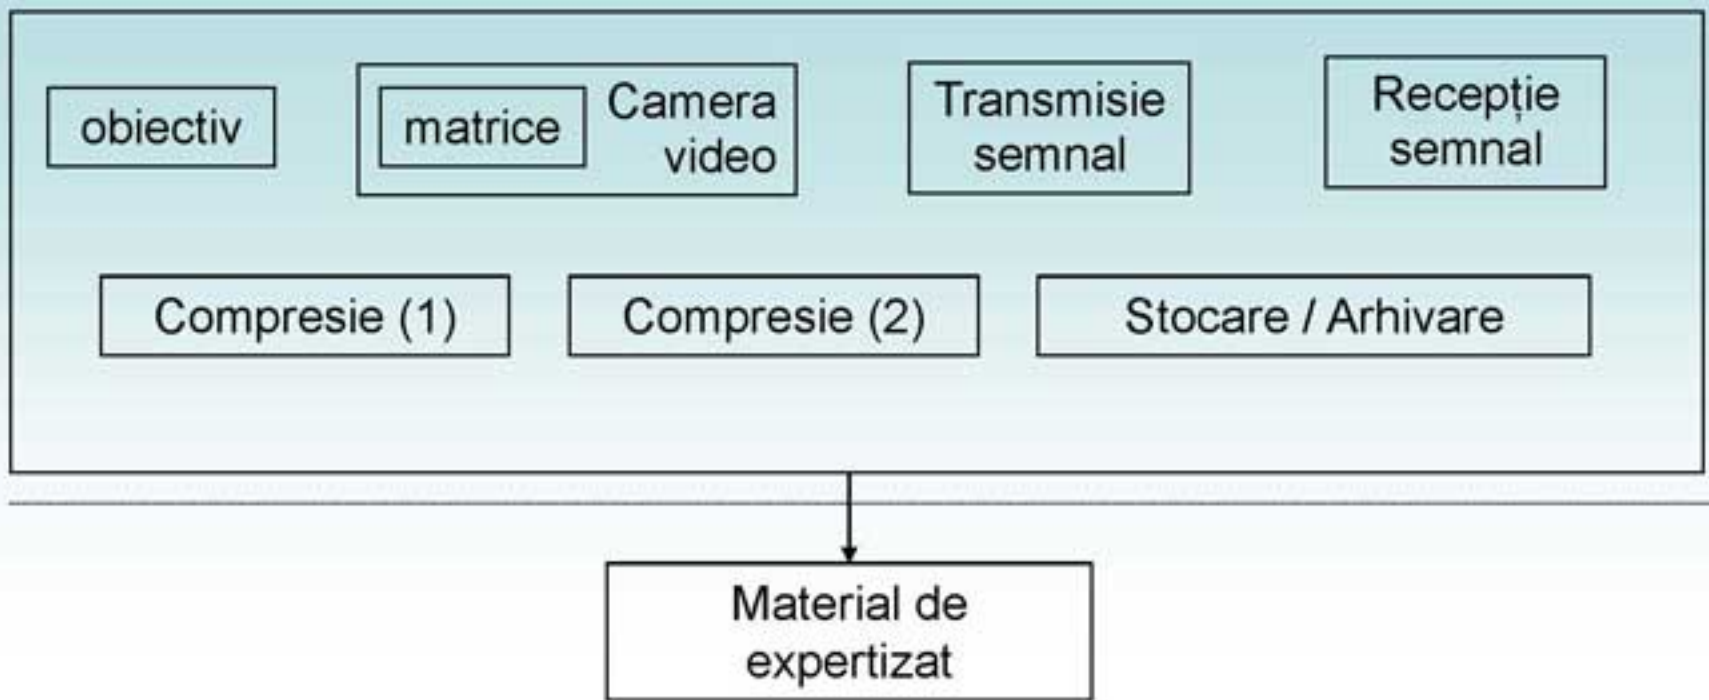 obiectiv
matrice
Camera
video
Transmisie
semnal
Recepție
semnal
Compresie (1)
Compresie (2)
Stocare / Arhivare
Material de
expertizat